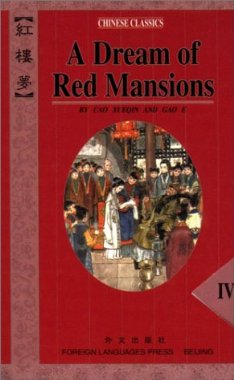 CHINESE CLASSICS
【紅樓夢】
A Dream of
Red Mansions
BY CAO XUEQIN AND GAO E
IV
外文出版社
FOREIGN LANGUAGES PRESS BEIJING